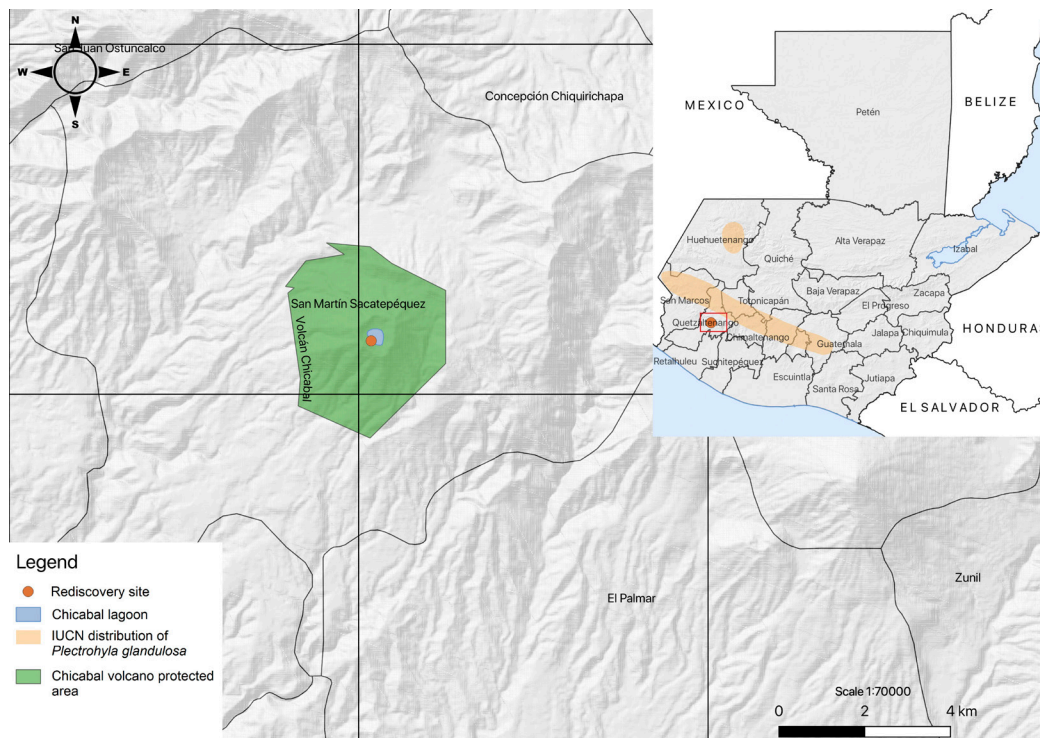 N
San Juan Ostuncalco
W
E
S
Concepción Chiquirichapa
San Martín Sacatepéquez
Volcán Chicabal
El Palmar
Zunil
MEXICO
BELIZE
Petén
Huehuetenango
Quiché
Alta Verapaz
Izabal
San Marcos
Totonicapán
Baja Verapaz
El Progreso
Zacapa
Quetzaltenango
Chimaltenango
Guatemala
Jalapa
Chiquimula
HONDURAS
Retalhuleu
Suchitepéquez
Escuintla
Jutiapa
Santa Rosa
EL SALVADOR
Legend
Rediscovery site
Chicabal lagoon
IUCN distribution of
Plectrohyla glandulosa
Chicabal volcano protected
area
Scale 1:70000
0 2 4 km